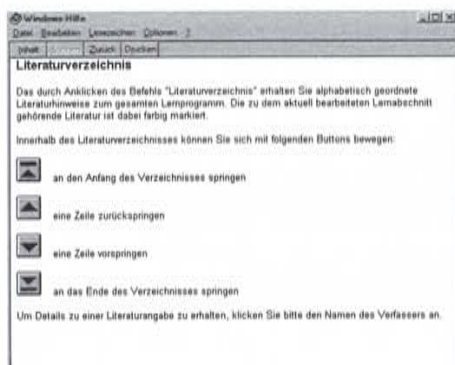 Windows Hilfe
Datei Bearbeiten Lesezeichen Optionen ?
Inhalt Suchen Zurück Drucken
Literaturverzeichnis
Das durch Anklicken des Befehls "Literaturverzeichnis" erhalten Sie alphabetisch geordnete
Literaturhinweise zum gesamten Lernprogramm. Die zu dem aktuell bearbeiteten Lernabschnitt
gehörende Literatur ist dabei farbig markiert.
Innerhalb des Literaturverzeichnisses können Sie sich mit folgenden Buttons bewegen:
an den Anfang des Verzeichnisses springen
eine Zeile zurückspringen
eine Zeile vorspringen
an das Ende des Verzeichnisses springen
Um Details zu einer Literaturangabe zu erhalten, klicken Sie bitte den Namen des Verfassers an.